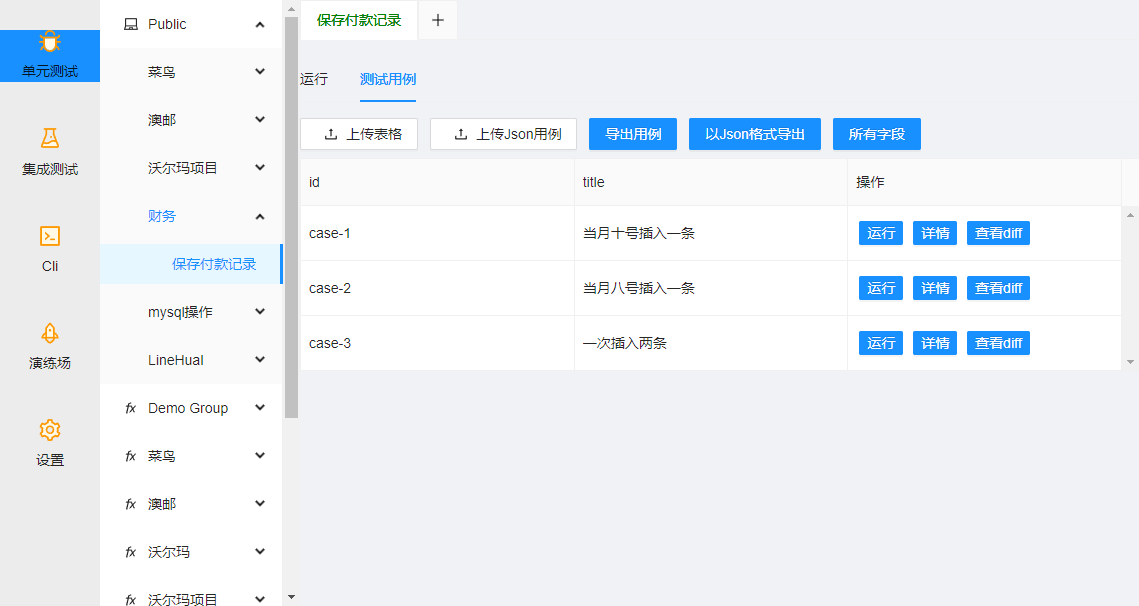 单元测试
集成测试
Cli
演练场
设置
Public
菜鸟
澳邮
沃尔玛项目
财务
保存付款记录
mysql操作
LineHual
fx Demo Group
fx 菜鸟
fx 澳邮
fx 沃尔玛
fx 沃尔玛项目
保存付款记录 +
运行 测试用例
上传表格 上传Json用例 导出用例 以Json格式导出 所有字段
id title 操作
case-1 当月十号插入一条 运行 详情 查看diff
case-2 当月八号插入一条 运行 详情 查看diff
case-3 一次插入两条 运行 详情 查看diff